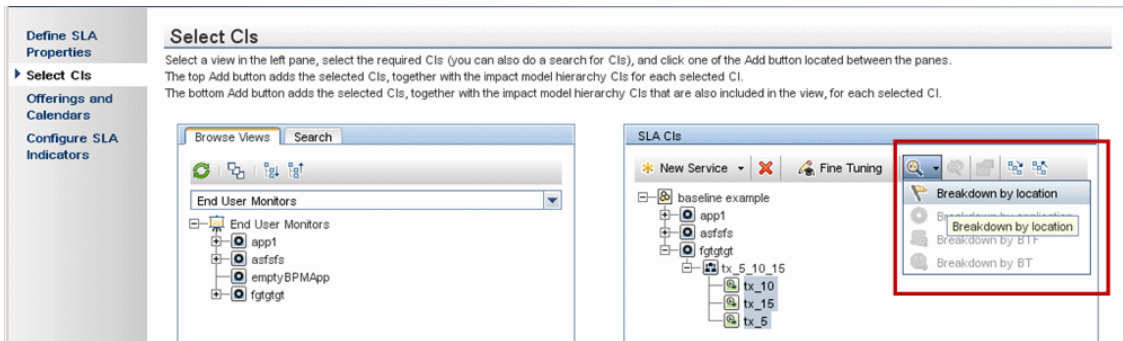 Define SLA
Properties
Select CIs
Offerings and
Calendars
Configure SLA
Indicators
Select CIs
Select a view in the left pane, select the required CIs (you can also do a search for CIs), and click one of the Add button located between the panes.
The top Add button adds the selected CIs, together with the impact model hierarchy CIs for each selected CI.
The bottom Add button adds the selected CIs, together with the impact model hierarchy CIs that are also included in the view, for each selected CI.
Browse Views Search
End User Monitors
End User Monitors
app1
asfsfs
emptyBPMApp
fgtgtgt
SLA CIs
New Service Fine Tuning
baseline example
app1
asfsfs
fgtgtgt
tx_5_10_15
tx_10
tx_15
tx_5
Breakdown by location
Breakdown by location
Breakdown by BTF
Breakdown by BT